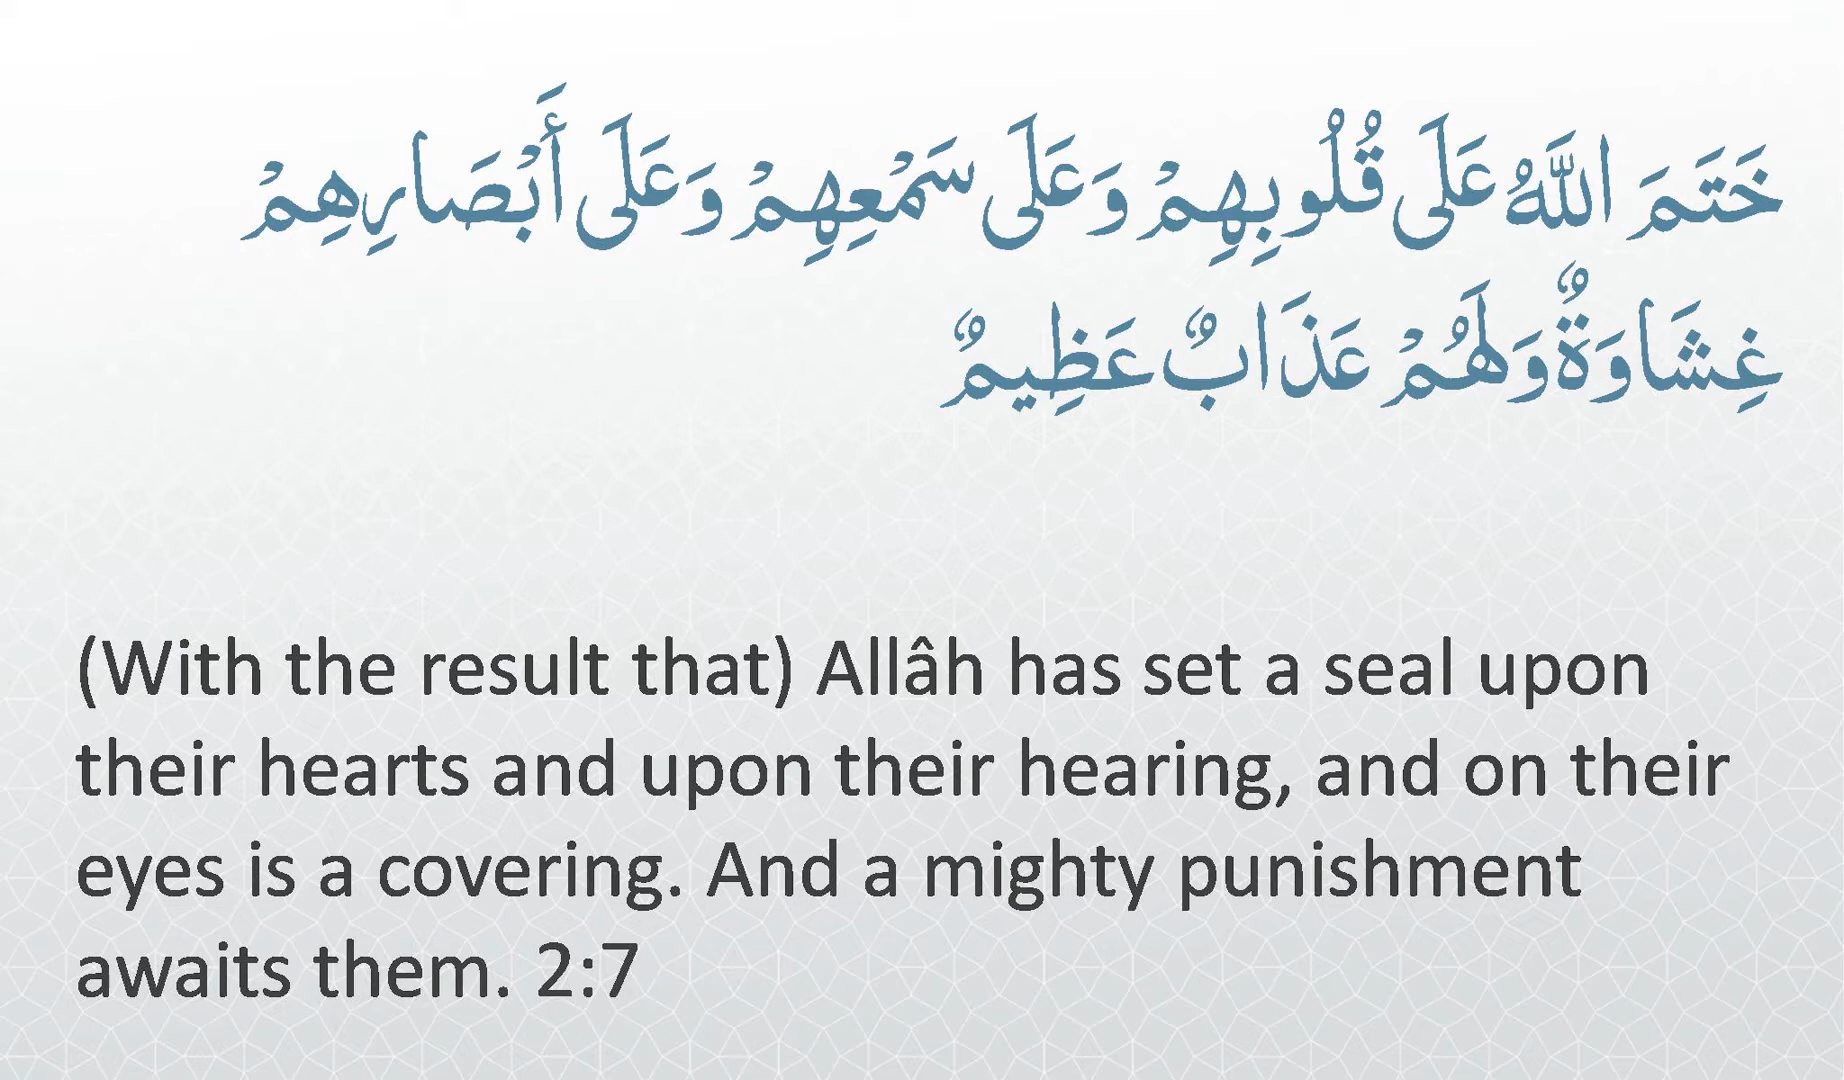 خَتَمَ اللَّهُ عَلَى قُلُوبِهِمْ وَعَلَى سَمْعِهِمْ وَعَلَى أَبْصَارِهِمْ
غِشَاوَةٌ وَلَهُمْ عَذَابٌ عَظِيمٌ
(With the result that) Allâh has set a seal upon
their hearts and upon their hearing, and on their
eyes is a covering. And a mighty punishment
awaits them. 2:7